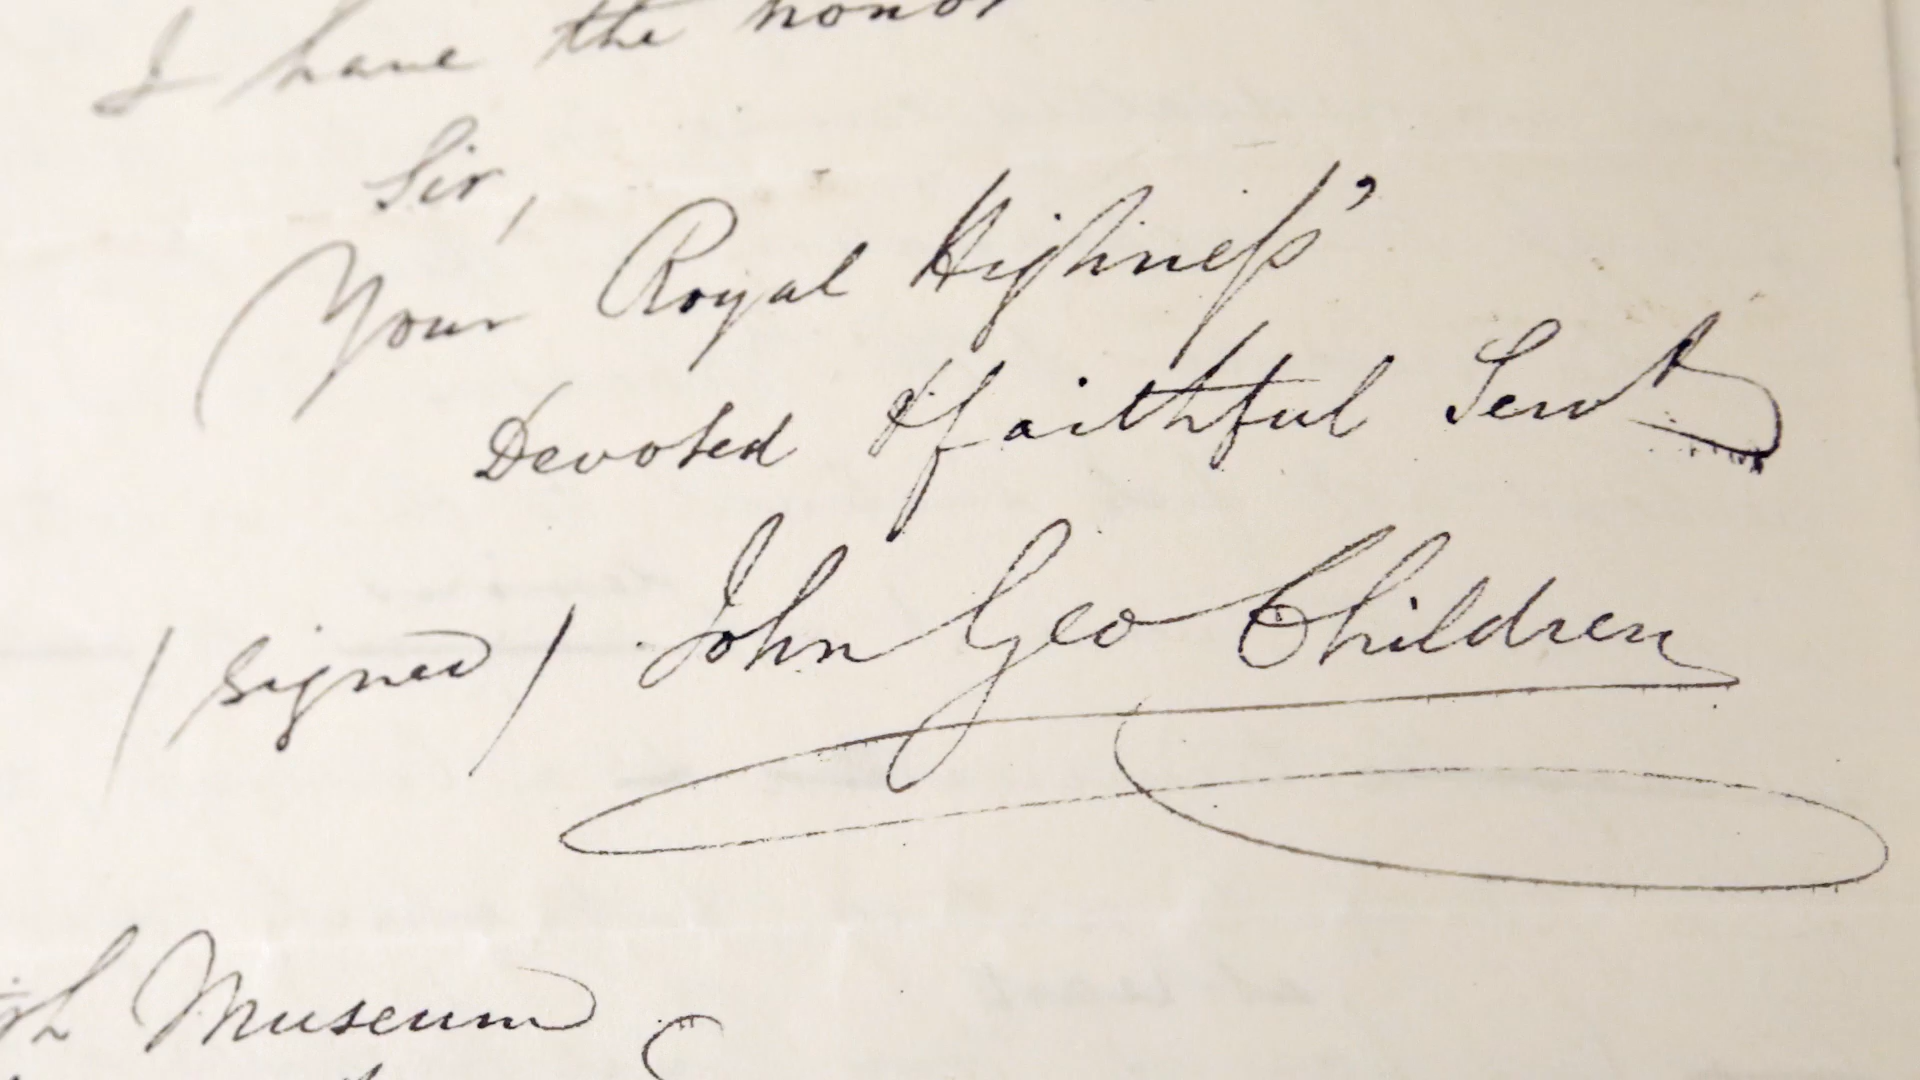 I have the honor
Sir,
Your Royal Highness'
Devoted & faithful Servt
(signed) John Geo Children
Museum